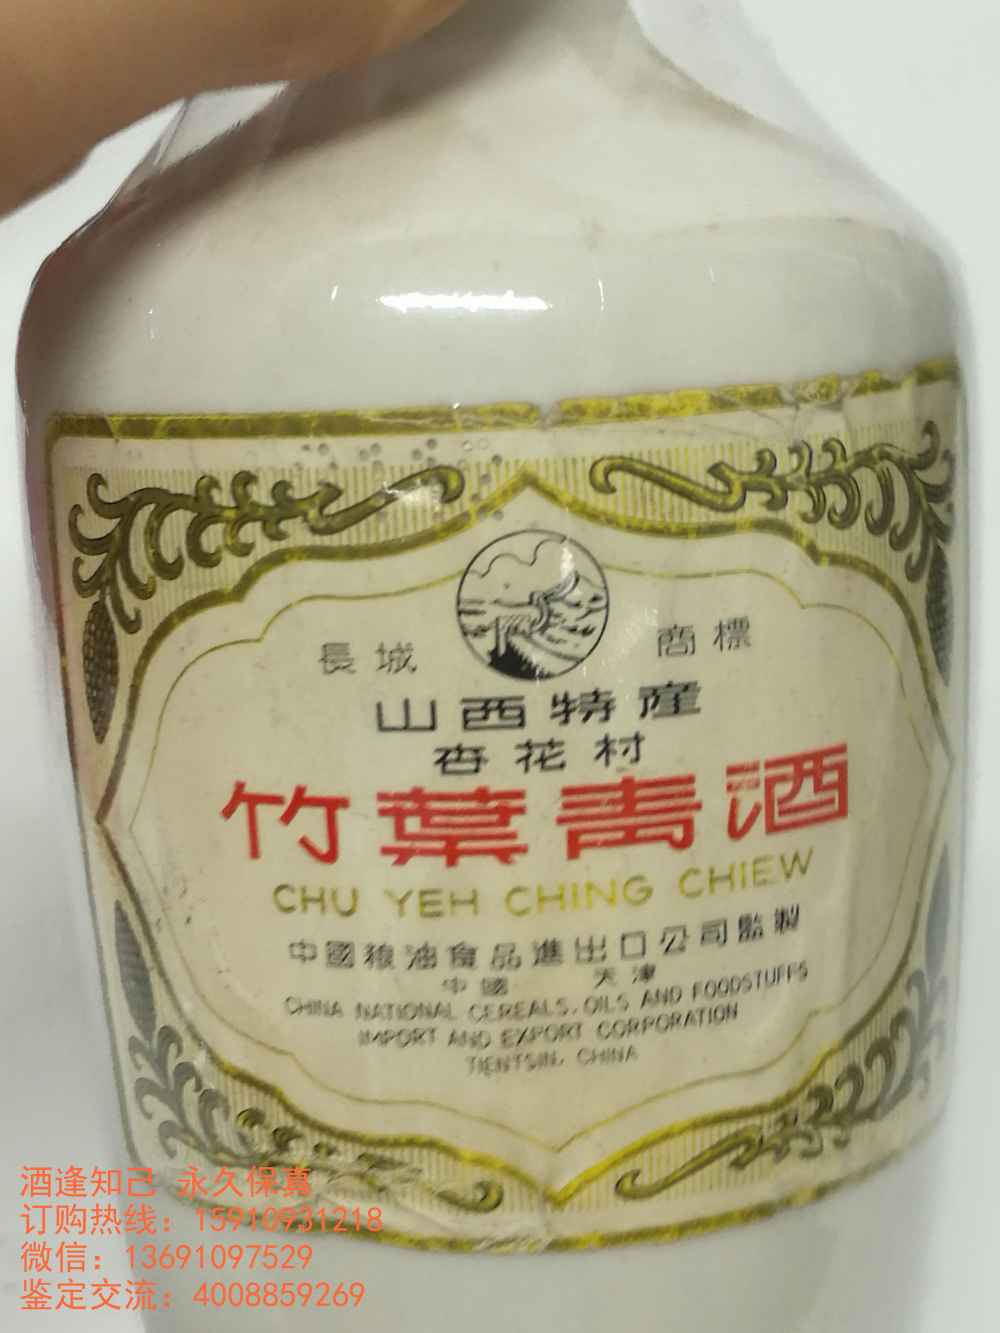 長城 商標
山西特產
杏花村
竹葉青酒
CHU YEH CHING CHIEW
中國粮油食品進出口公司監製
中國 天津
CHINA NATIONAL CEREALS, OILS AND FOODSTUFFS
IMPORT AND EXPORT CORPORATION
TIENTSIN, CHINA
酒逢知己 永久保真
订购热线：15910931218
微信：13691097529
鉴定交流：4008859269